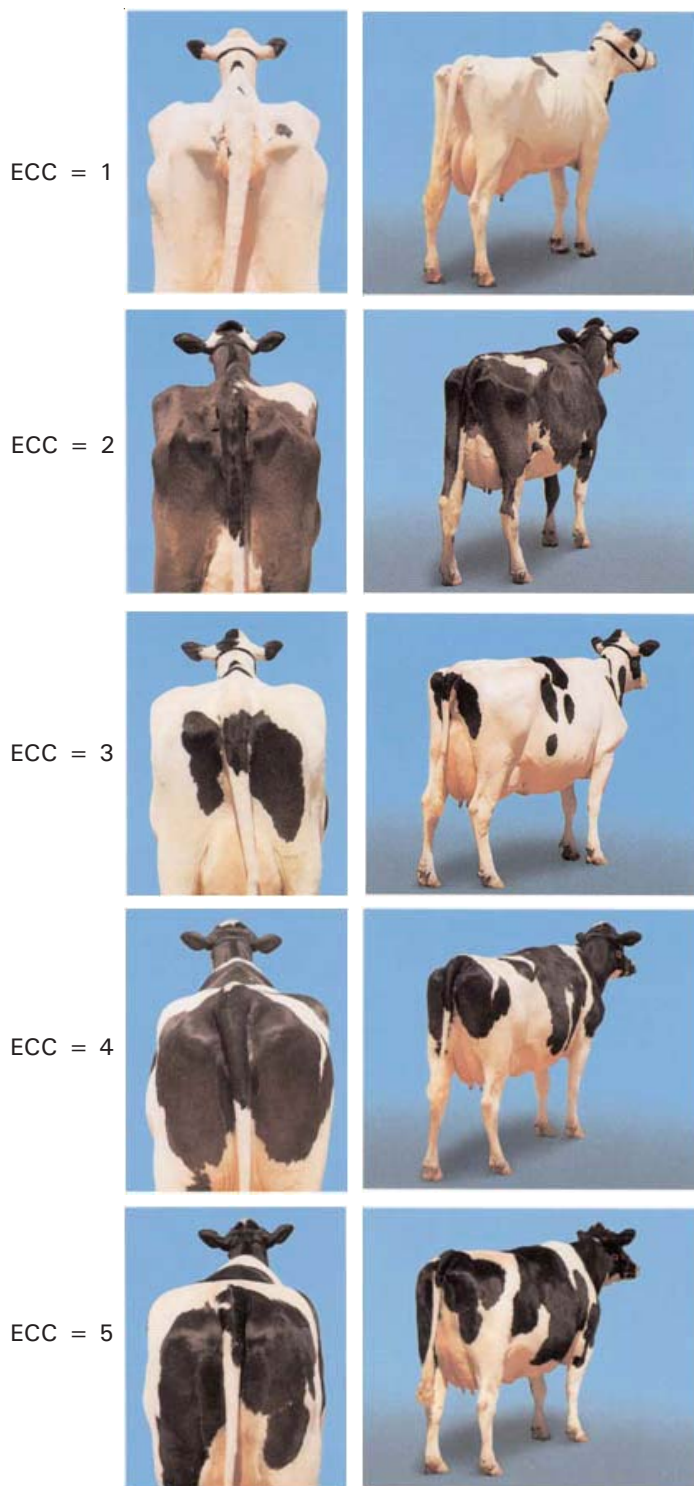 ECC = 1
ECC = 2
ECC = 3
ECC = 4
ECC = 5